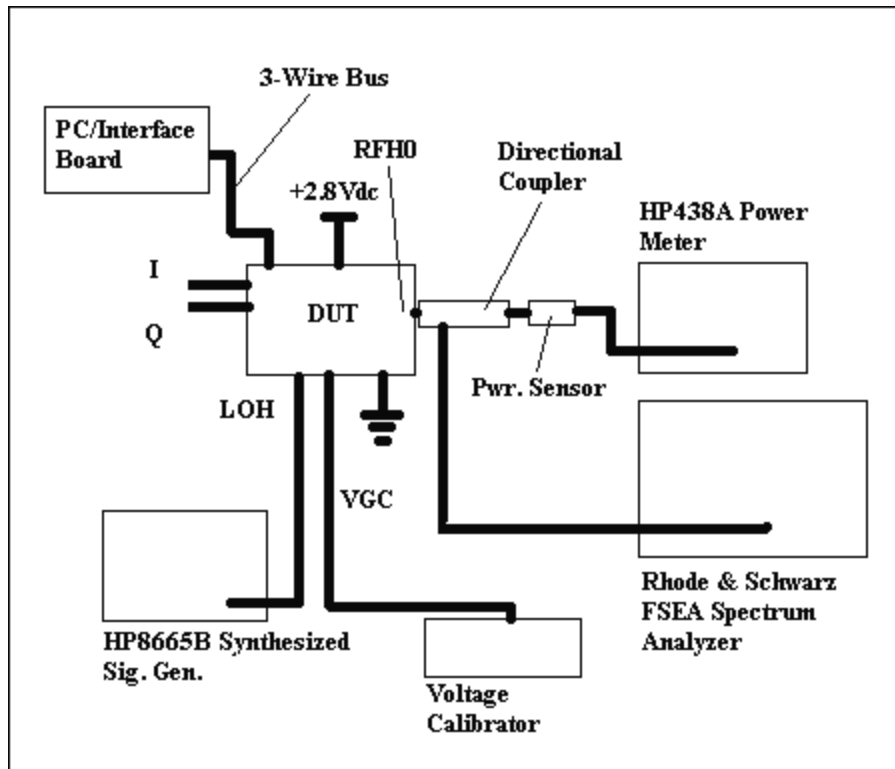 3-Wire Bus
PC/Interface
Board
RFH0
Directional
Coupler
+2.8Vdc
HP438A Power
Meter
I
DUT
Q
Pwr. Sensor
LOH
VGC
Rhode & Schwarz
FSEA Spectrum
Analyzer
HP8665B Synthesized
Sig. Gen.
Voltage
Calibrator